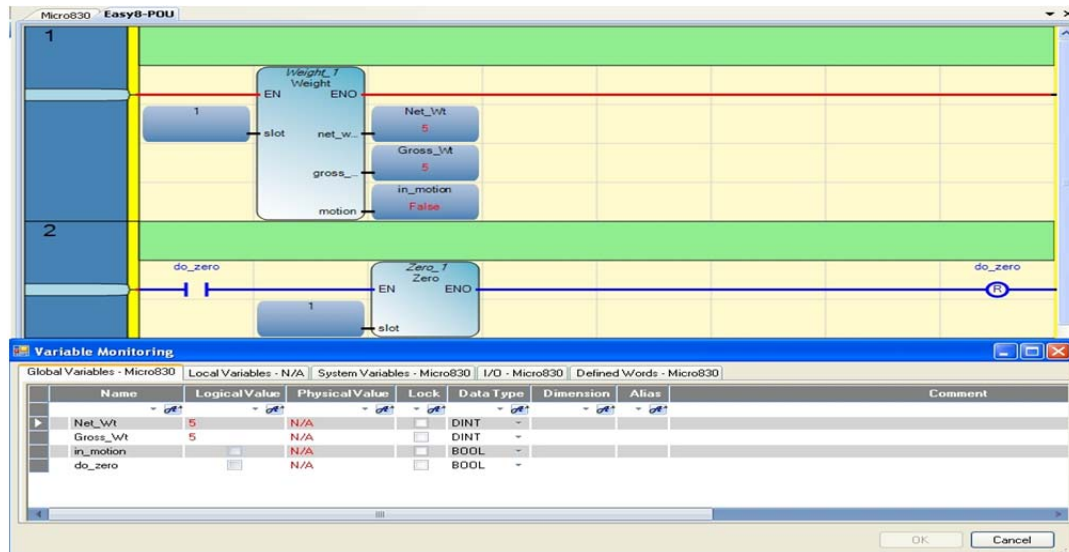 Micro830 Easy8-POU
1
Weight_1
Weight
EN ENO
1
slot
net_w...
Net_Wt
5
gross_...
Gross_Wt
5
motion
in_motion
False
2
do_zero
Zero_1
Zero
EN ENO
1
slot
do_zero
R
Variable Monitoring
Global Variables - Micro830 Local Variables - N/A System Variables - Micro830 I/O - Micro830 Defined Words - Micro830
Name Logical Value Physical Value Lock Data Type Dimension Alias Comment
Net_Wt 5 N/A DINT
Gross_Wt 5 N/A DINT
in_motion N/A BOOL
do_zero N/A BOOL
OK Cancel